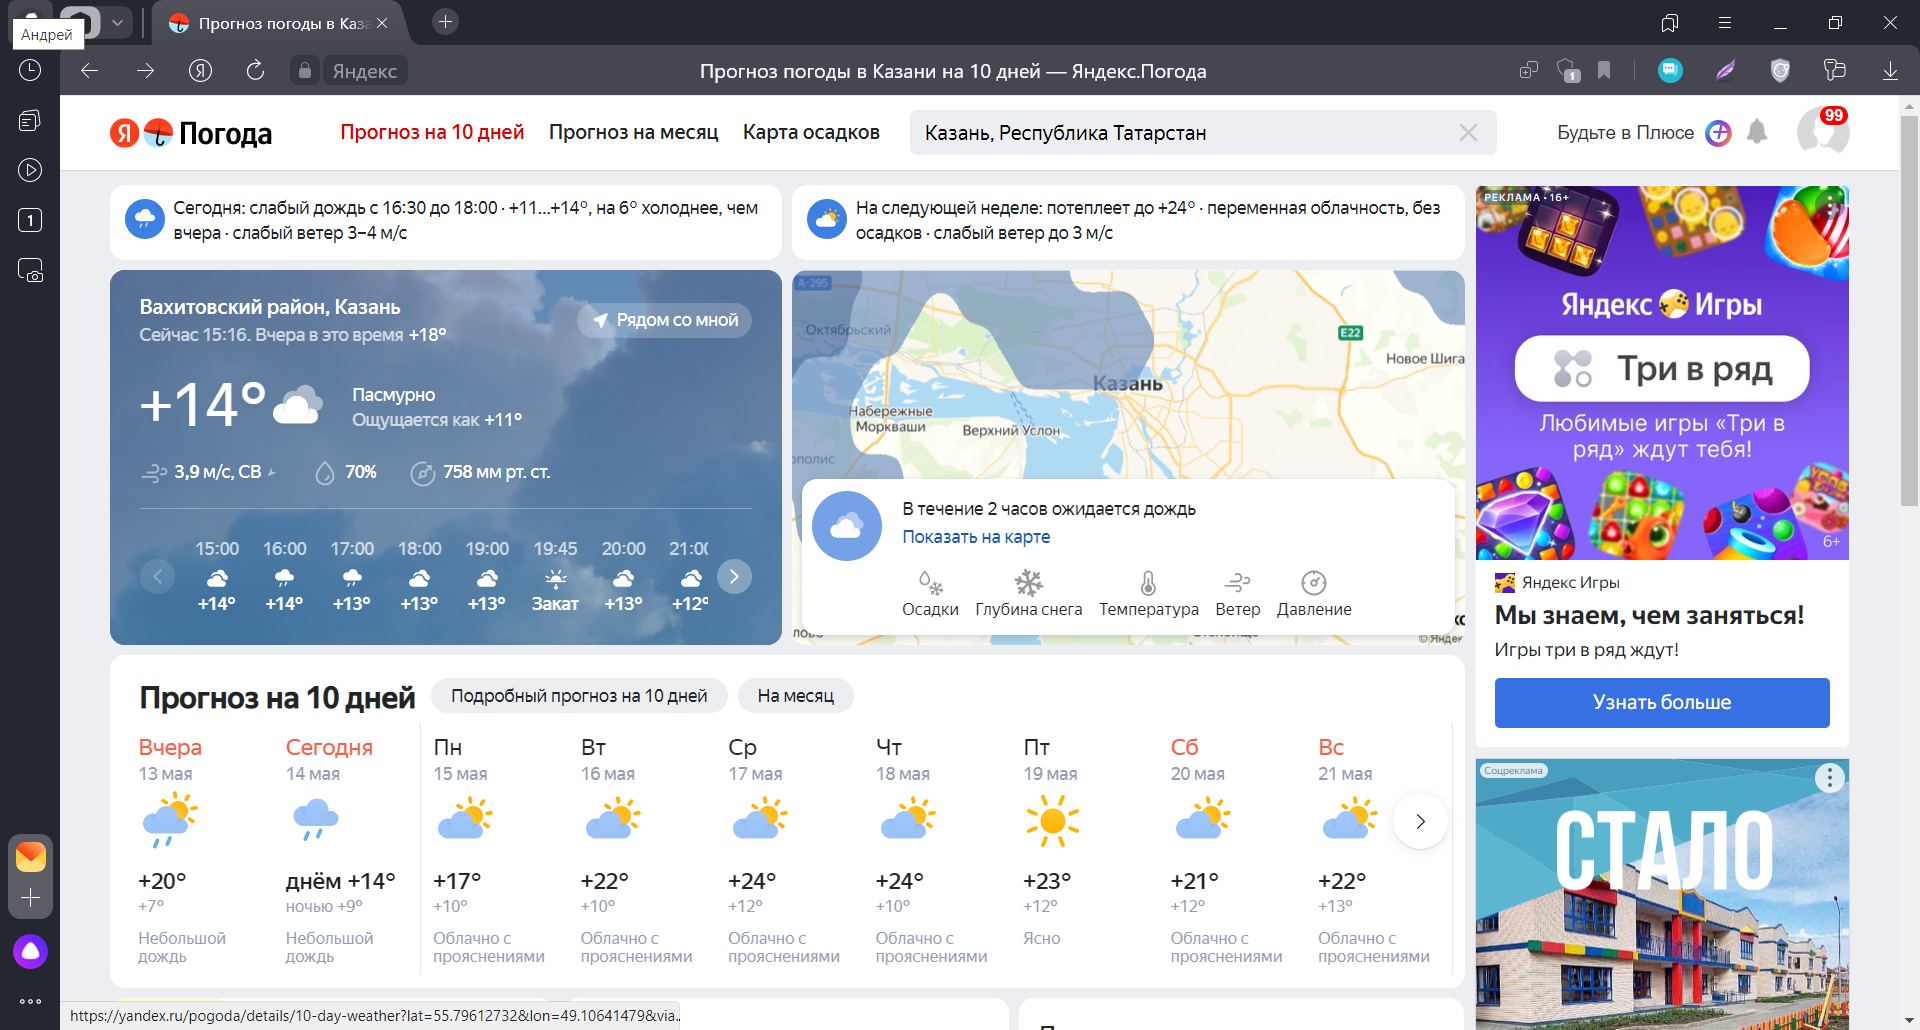 Андрей
Прогноз погоды в Каза
Яндекс
Прогноз погоды в Казани на 10 дней — Яндекс.Погода
1
1
Я
Погода
Прогноз на 10 дней
Прогноз на месяц
Карта осадков
Казань, Республика Татарстан
Будьте в Плюсе
99
Сегодня: слабый дождь с 16:30 до 18:00 · +11...+14°, на 6° холоднее, чем
вчера · слабый ветер 3–4 м/с
На следующей неделе: потеплеет до +24° · переменная облачность, без
осадков · слабый ветер до 3 м/с
Вахитовский район, Казань
Сейчас 15:16. Вчера в это время +18°
Рядом со мной
+14°
Пасмурно
Ощущается как +11°
3,9 м/с, СВ
70%
758 мм рт. ст.
15:00 16:00 17:00 18:00 19:00 19:45 20:00 21:00
+14° +14° +13° +13° +13° Закат +13° +12°
А-295
Октябрьский
Е22
Новое Шига
Казань
Набережные
Моркваши
Верхний Услон
ополис
В течение 2 часов ожидается дождь
Показать на карте
Осадки Глубина снега Температура Ветер Давление
© Яндек
РЕКЛАМА • 16+
Яндекс Игры
Три в ряд
Любимые игры «Три в
ряд» ждут тебя!
6+
Яндекс Игры
Мы знаем, чем заняться!
Игры три в ряд ждут!
Узнать больше
Прогноз на 10 дней
Подробный прогноз на 10 дней
На месяц
Вчера Сегодня Пн Вт Ср Чт Пт Сб Вс
13 мая 14 мая 15 мая 16 мая 17 мая 18 мая 19 мая 20 мая 21 мая
+20° днём +14° +17° +22° +24° +24° +23° +21° +22°
+7° ночью +9° +10° +10° +12° +10° +12° +12° +13°
Небольшой Небольшой Облачно с Облачно с Облачно с Облачно с Ясно Облачно с Облачно с
дождь дождь прояснениями прояснениями прояснениями прояснениями прояснениями прояснениями
Соцреклама
СТАЛО
https://yandex.ru/pogoda/details/10-day-weather?lat=55.79612732&lon=49.10641479&via...